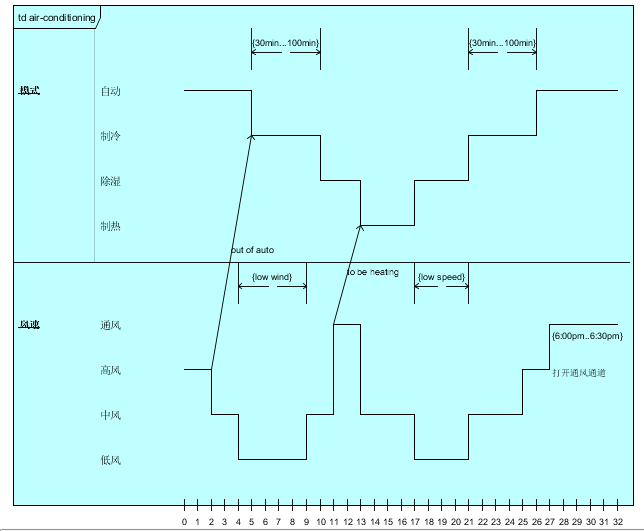 td air-conditioning
{30min...100min}
{30min...100min}
模式
自动
制冷
除湿
制热
out of auto
to be heating
{low wind}
{low speed}
风速
通风
{6:00pm..6:30pm}
高风
打开通风通道
中风
低风
0 1 2 3 4 5 6 7 8 9 10 11 12 13 14 15 16 17 18 19 20 21 22 23 24 25 26 27 28 29 30 31 32